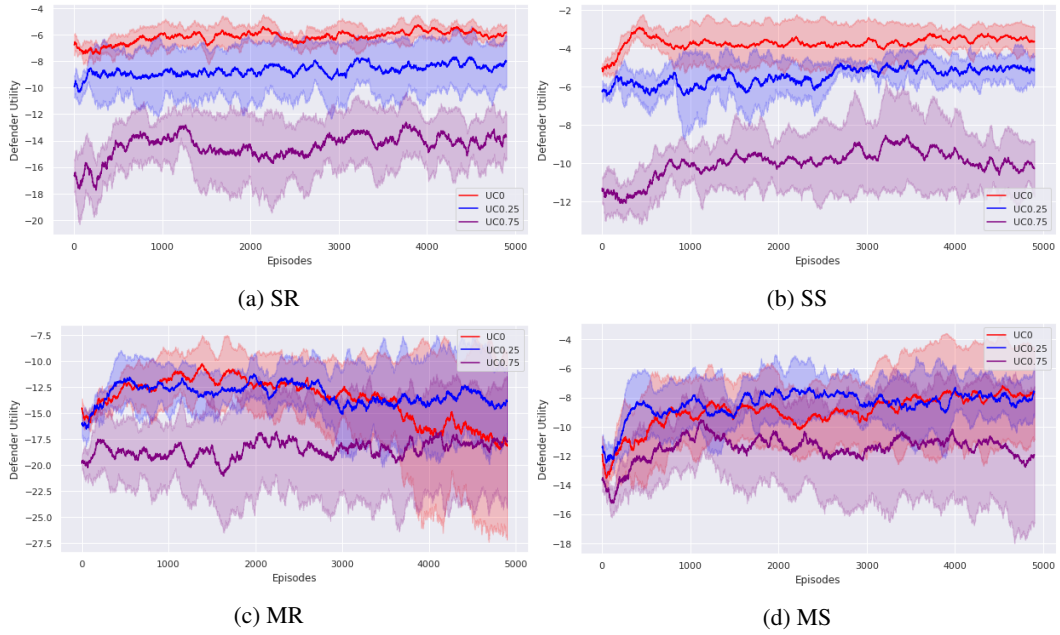 −4
−6
−8
−10
−12
−14
−16
−18
−20
Defender Utility
0 1000 2000 3000 4000 5000
Episodes
UC0
UC0.25
UC0.75
(a) SR
−2
−4
−6
−8
−10
−12
Defender Utility
0 1000 2000 3000 4000 5000
Episodes
UC0
UC0.25
UC0.75
(b) SS
−7.5
−10.0
−12.5
−15.0
−17.5
−20.0
−22.5
−25.0
−27.5
Defender Utility
0 1000 2000 3000 4000 5000
Episodes
UC0
UC0.25
UC0.75
(c) MR
−4
−6
−8
−10
−12
−14
−16
−18
Defender Utility
0 1000 2000 3000 4000 5000
Episodes
UC0
UC0.25
UC0.75
(d) MS